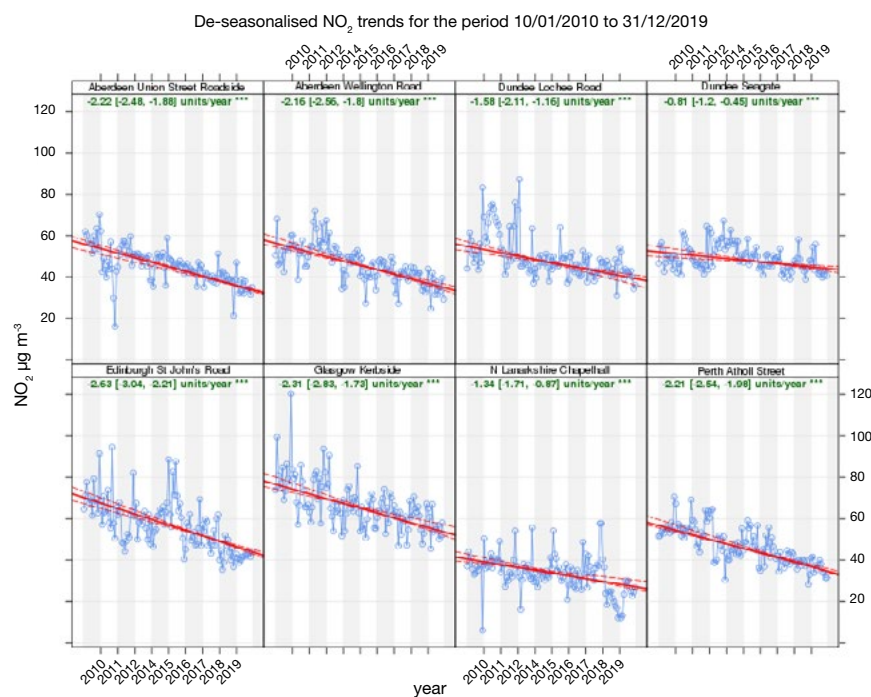 De-seasonalised NO2 trends for the period 10/01/2010 to 31/12/2019
2010 2011 2012 2013 2014 2015 2016 2017 2018 2019
2010 2011 2012 2013 2014 2015 2016 2017 2018 2019
Aberdeen Union Street Roadside
-2.22 [-2.48, -1.88] units/year ***
Aberdeen Wellington Road
-2.16 [-2.56, -1.8] units/year ***
Dundee Lochee Road
-1.58 [-2.11, -1.16] units/year ***
Dundee Seagate
-0.81 [-1.2, -0.45] units/year ***
120
100
80
60
40
20
NO2 µg m-3
Edinburgh St John's Road
-2.63 [-3.04, -2.21] units/year ***
Glasgow Kerbside
-2.31 [-2.83, -1.73] units/year ***
N Lanarkshire Chapelhall
-1.34 [-1.71, -0.87] units/year ***
Perth Atholl Street
-2.21 [-2.54, -1.98] units/year ***
120
100
80
60
40
20
2010 2011 2012 2013 2014 2015 2016 2017 2018 2019
2010 2011 2012 2013 2014 2015 2016 2017 2018 2019
year